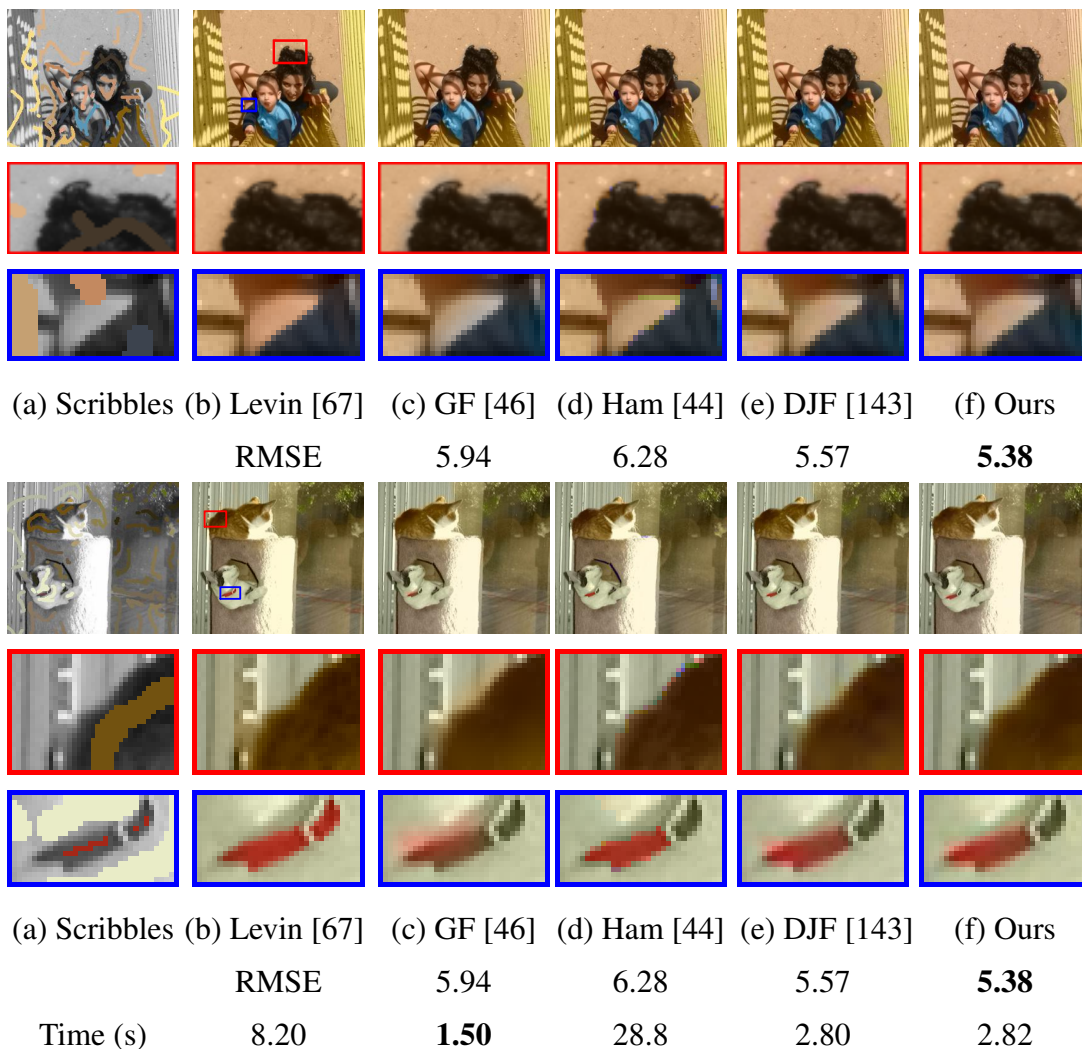 (a) Scribbles (b) Levin [67] (c) GF [46] (d) Ham [44] (e) DJF [143] (f) Ours
RMSE 5.94 6.28 5.57 5.38
(a) Scribbles (b) Levin [67] (c) GF [46] (d) Ham [44] (e) DJF [143] (f) Ours
RMSE 5.94 6.28 5.57 5.38
Time (s) 8.20 1.50 28.8 2.80 2.82